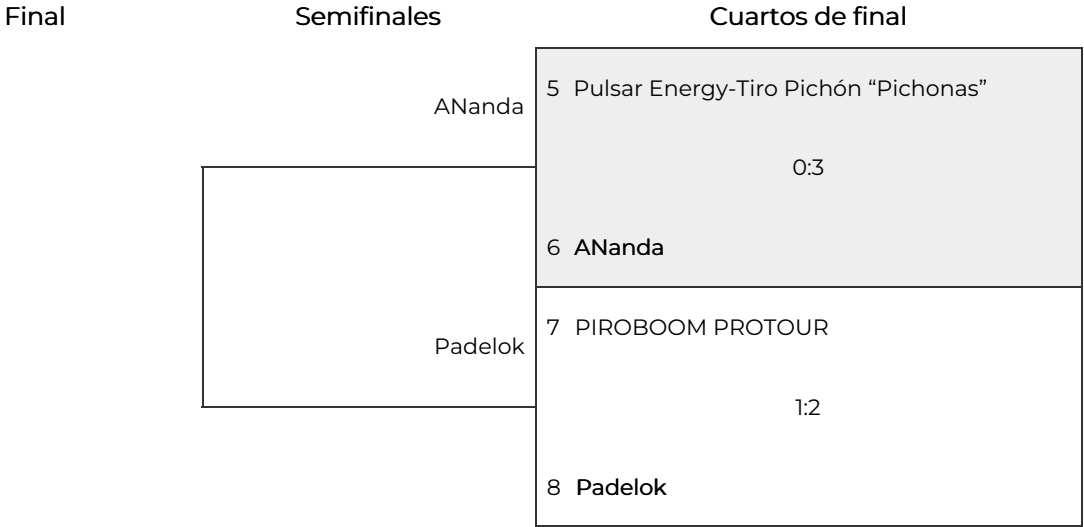 Final Semifinales Cuartos de final
5 Pulsar Energy-Tiro Pichón “Pichonas”
ANanda
0:3
6 ANanda
7 PIROBOOM PROTOUR
Padelok
1:2
8 Padelok